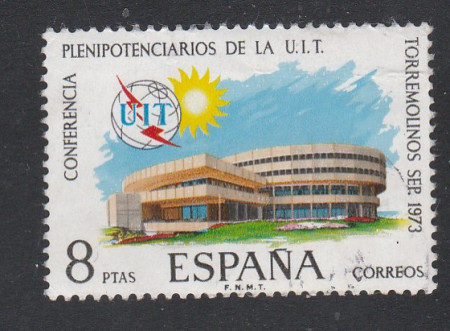 CONFERENCIA
PLENIPOTENCIARIOS DE LA U.I.T.
TORREMOLINOS SEP. 1973
UIT
8 PTAS
ESPAÑA
CORREOS
F.N.M.T.